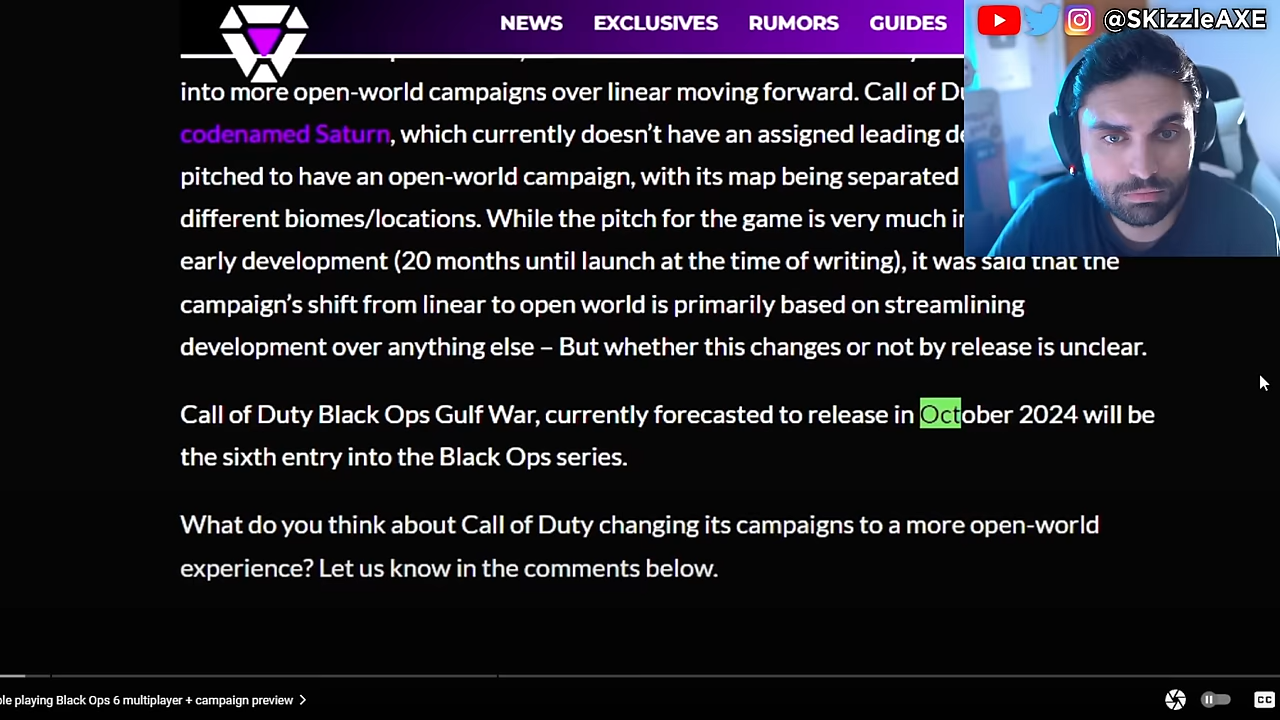 NEWS EXCLUSIVES RUMORS GUIDES
@SKizzleAXE
into more open-world campaigns over linear moving forward. Call of Du
codenamed Saturn, which currently doesn’t have an assigned leading de
pitched to have an open-world campaign, with its map being separated
different biomes/locations. While the pitch for the game is very much in
early development (20 months until launch at the time of writing), it was said that the
campaign’s shift from linear to open world is primarily based on streamlining
development over anything else – But whether this changes or not by release is unclear.
Call of Duty Black Ops Gulf War, currently forecasted to release in October 2024 will be
the sixth entry into the Black Ops series.
What do you think about Call of Duty changing its campaigns to a more open-world
experience? Let us know in the comments below.
ple playing Black Ops 6 multiplayer + campaign preview
CC